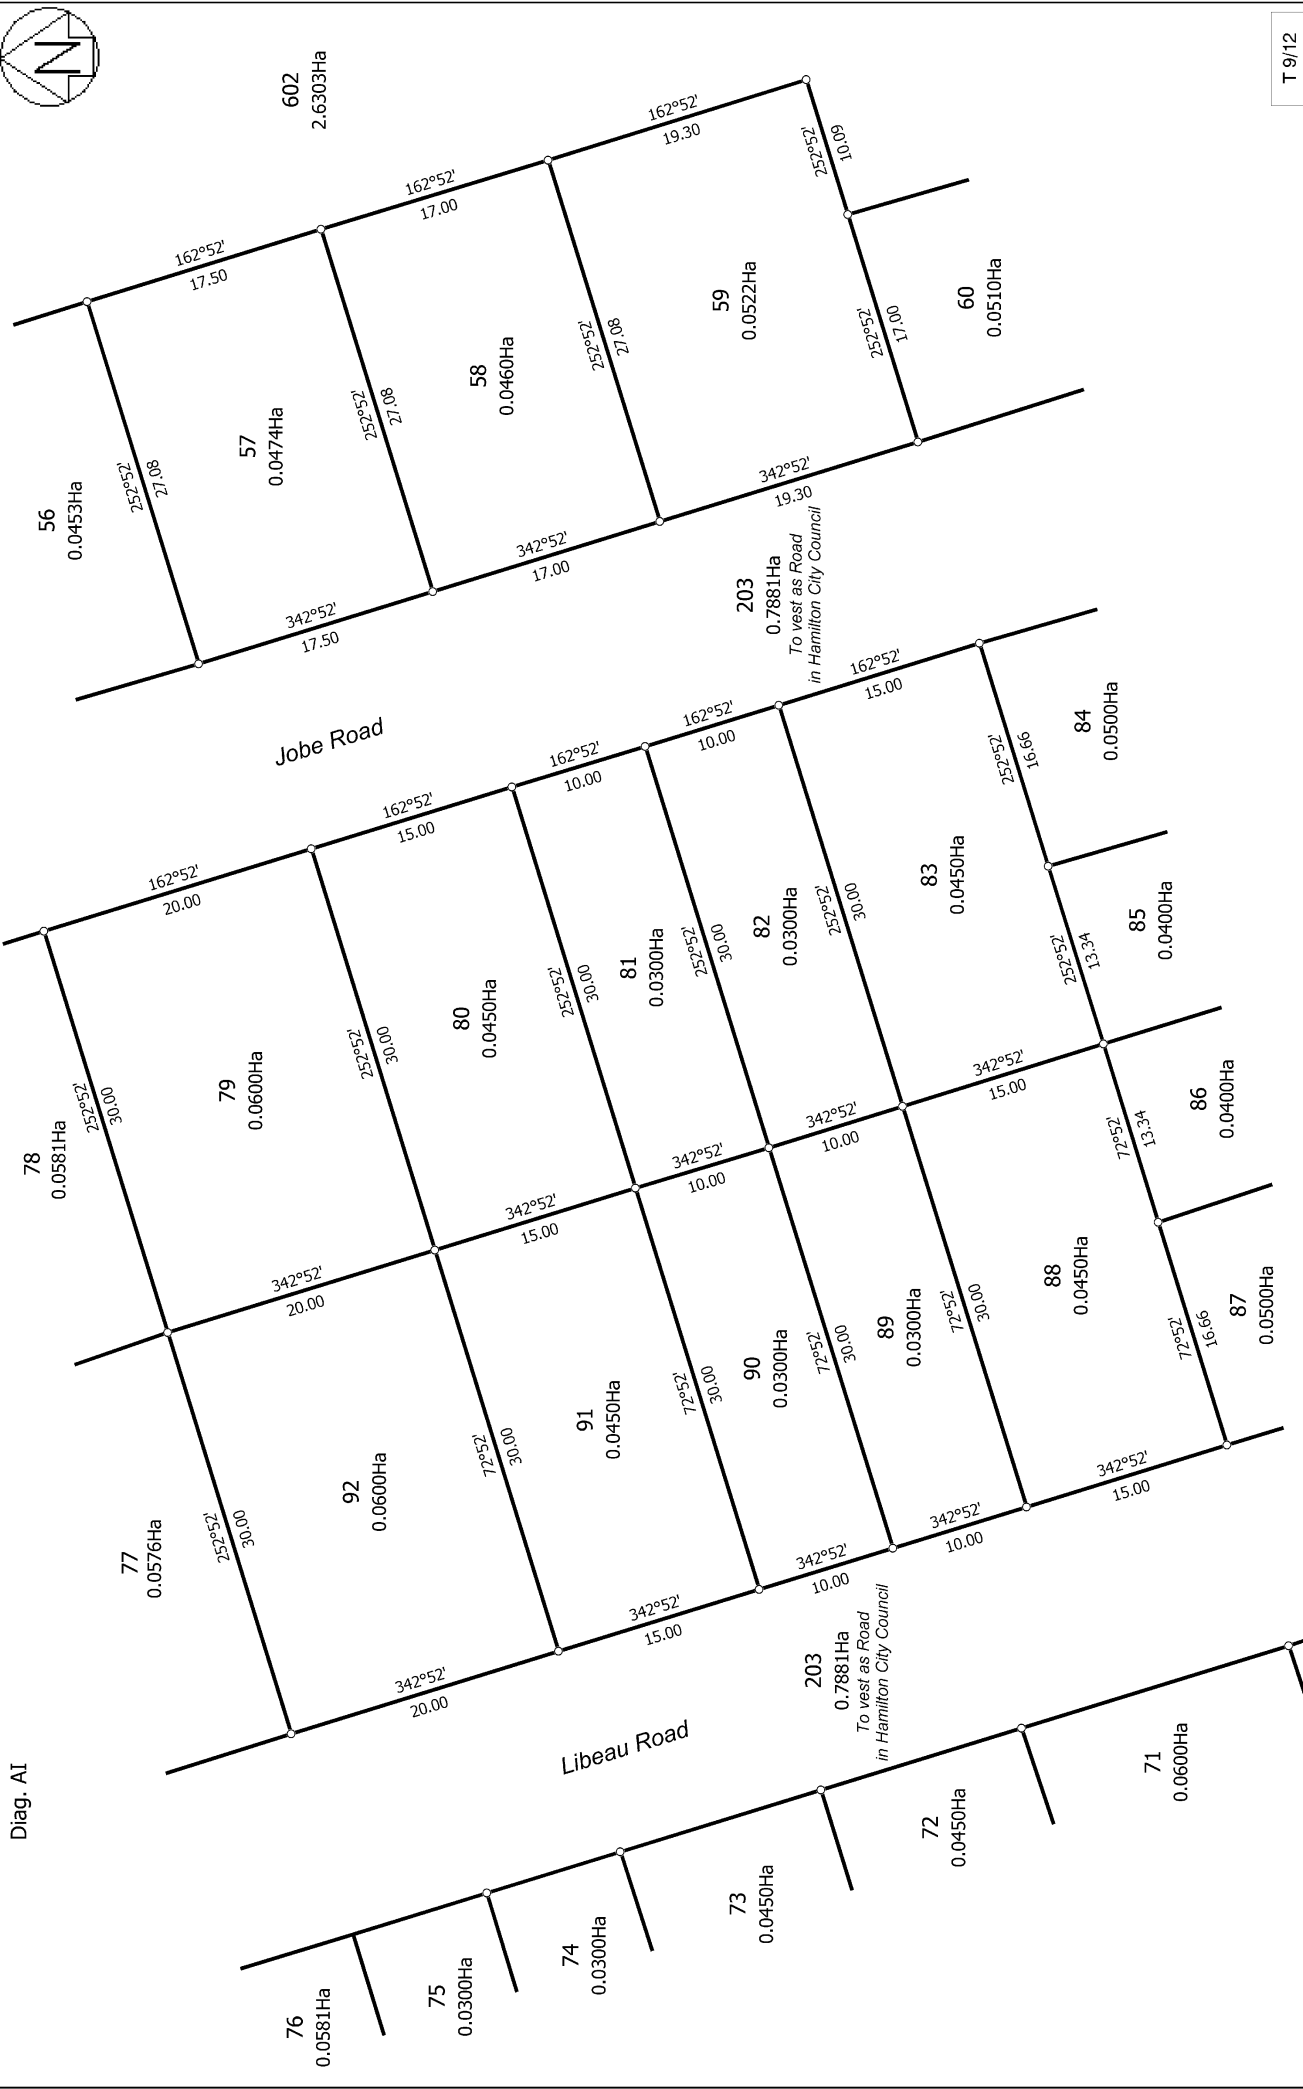 Diag. AI
N
T 9/12
602
2.6303Ha
56
0.0453Ha
252°52'
27.08
162°52'
17.50
57
0.0474Ha
342°52'
17.50
252°52'
27.08
162°52'
17.00
58
0.0460Ha
342°52'
17.00
252°52'
27.08
162°52'
19.30
59
0.0522Ha
342°52'
19.30
252°52'
10.09
252°52'
17.00
60
0.0510Ha
203
0.7881Ha
To vest as Road
in Hamilton City Council
Jobe Road
78
0.0581Ha
252°52'
30.00
162°52'
20.00
79
0.0600Ha
342°52'
20.00
252°52'
30.00
162°52'
15.00
80
0.0450Ha
342°52'
15.00
252°52'
30.00
162°52'
10.00
81
0.0300Ha
342°52'
10.00
252°52'
30.00
162°52'
10.00
82
0.0300Ha
342°52'
10.00
252°52'
30.00
162°52'
15.00
83
0.0450Ha
342°52'
15.00
252°52'
16.66
252°52'
13.34
84
0.0500Ha
85
0.0400Ha
77
0.0576Ha
252°52'
30.00
92
0.0600Ha
342°52'
20.00
72°52'
30.00
91
0.0450Ha
342°52'
15.00
72°52'
30.00
90
0.0300Ha
342°52'
10.00
72°52'
30.00
89
0.0300Ha
342°52'
10.00
72°52'
30.00
88
0.0450Ha
342°52'
15.00
72°52'
13.34
72°52'
16.66
86
0.0400Ha
87
0.0500Ha
203
0.7881Ha
To vest as Road
in Hamilton City Council
Libeau Road
76
0.0581Ha
75
0.0300Ha
74
0.0300Ha
73
0.0450Ha
72
0.0450Ha
71
0.0600Ha